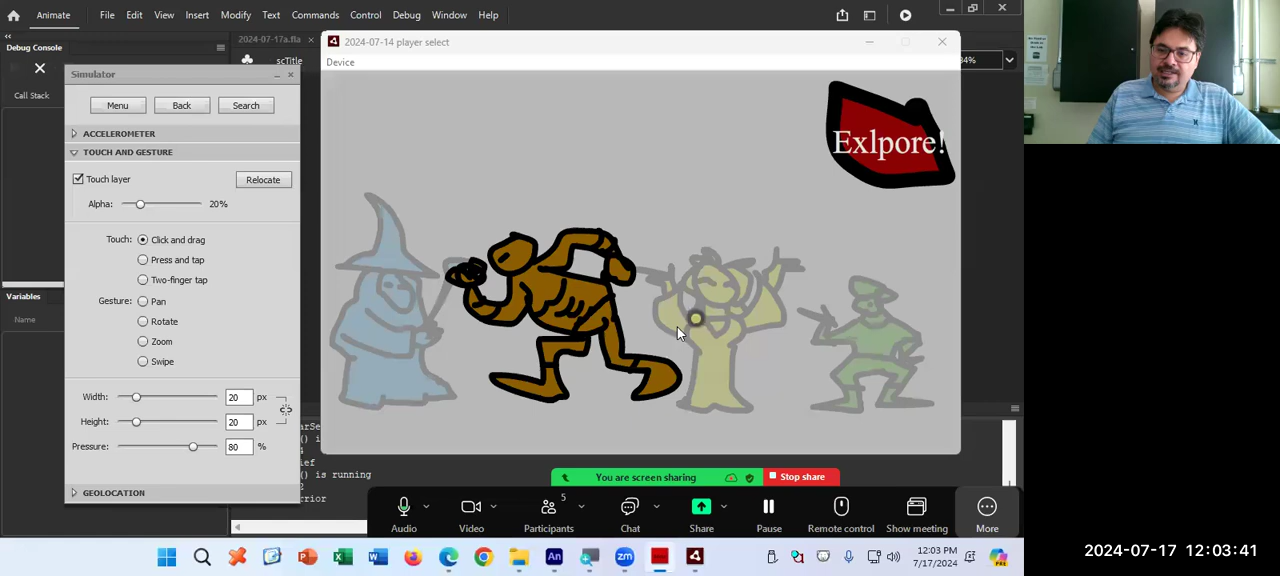 Animate File Edit View Insert Modify Text Commands Control Debug Window Help
Debug Console
2024-07-17a.fla ×
scTitle
84%
Call Stack
Variables
Name
Simulator
Menu Back Search
ACCELEROMETER
TOUCH AND GESTURE
Touch layer Relocate
Alpha: 20%
Touch: Click and drag
Press and tap
Two-finger tap
Gesture: Pan
Rotate
Zoom
Swipe
Width: 20 px
Height: 20 px
Pressure: 80 %
GEOLOCATION
2024-07-14 player select
Device
Exlpore!
() is running
You are screen sharing Stop share
5
Audio Video Participants Chat Share Pause Remote control Show meeting More
12:03 PM
7/17/2024
2024-07-17 12:03:41